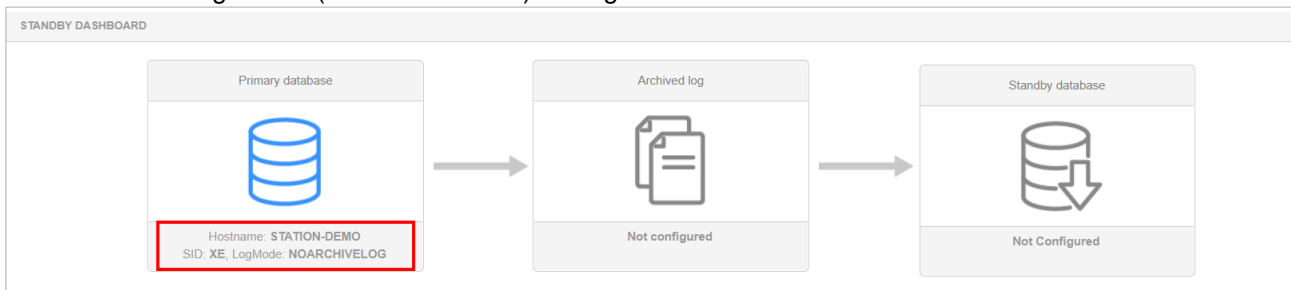 STANDBY DASHBOARD
Primary database
Archived log
Standby database
Hostname: STATION-DEMO
SID: XE, LogMode: NOARCHIVELOG
Not configured
Not Configured